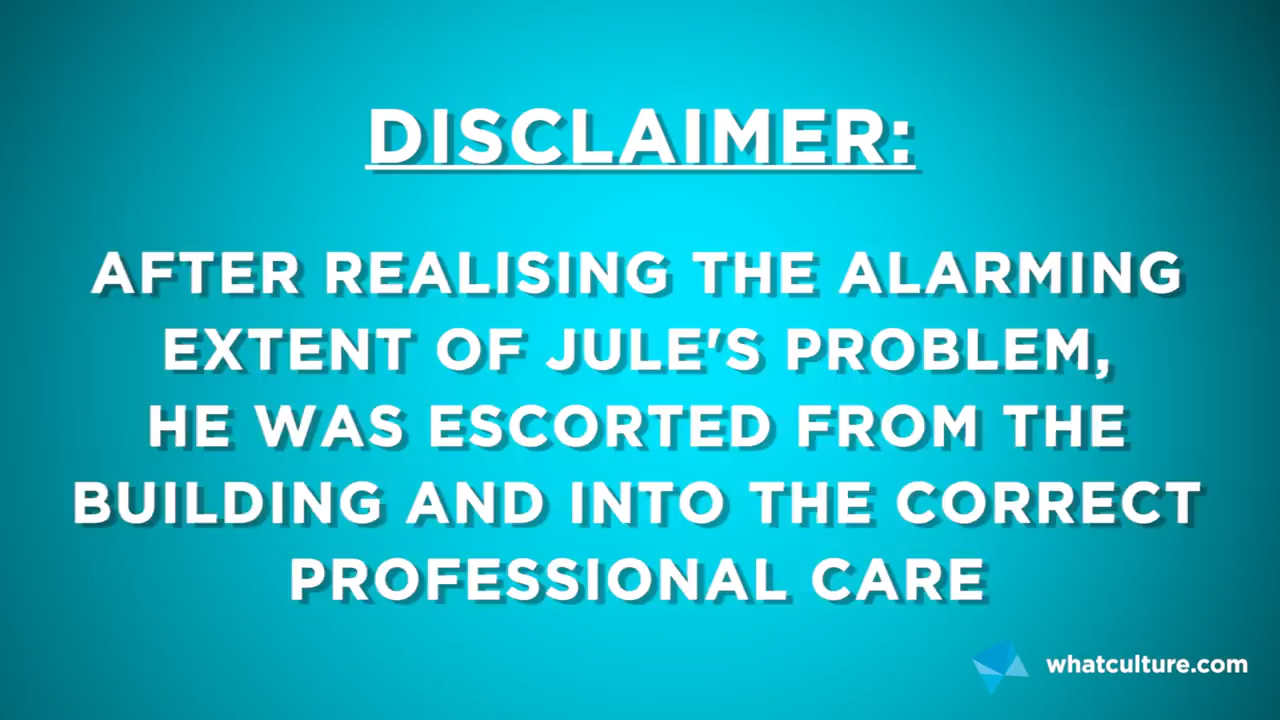 DISCLAIMER:
AFTER REALISING THE ALARMING
EXTENT OF JULE'S PROBLEM,
HE WAS ESCORTED FROM THE
BUILDING AND INTO THE CORRECT
PROFESSIONAL CARE
whatculture.com